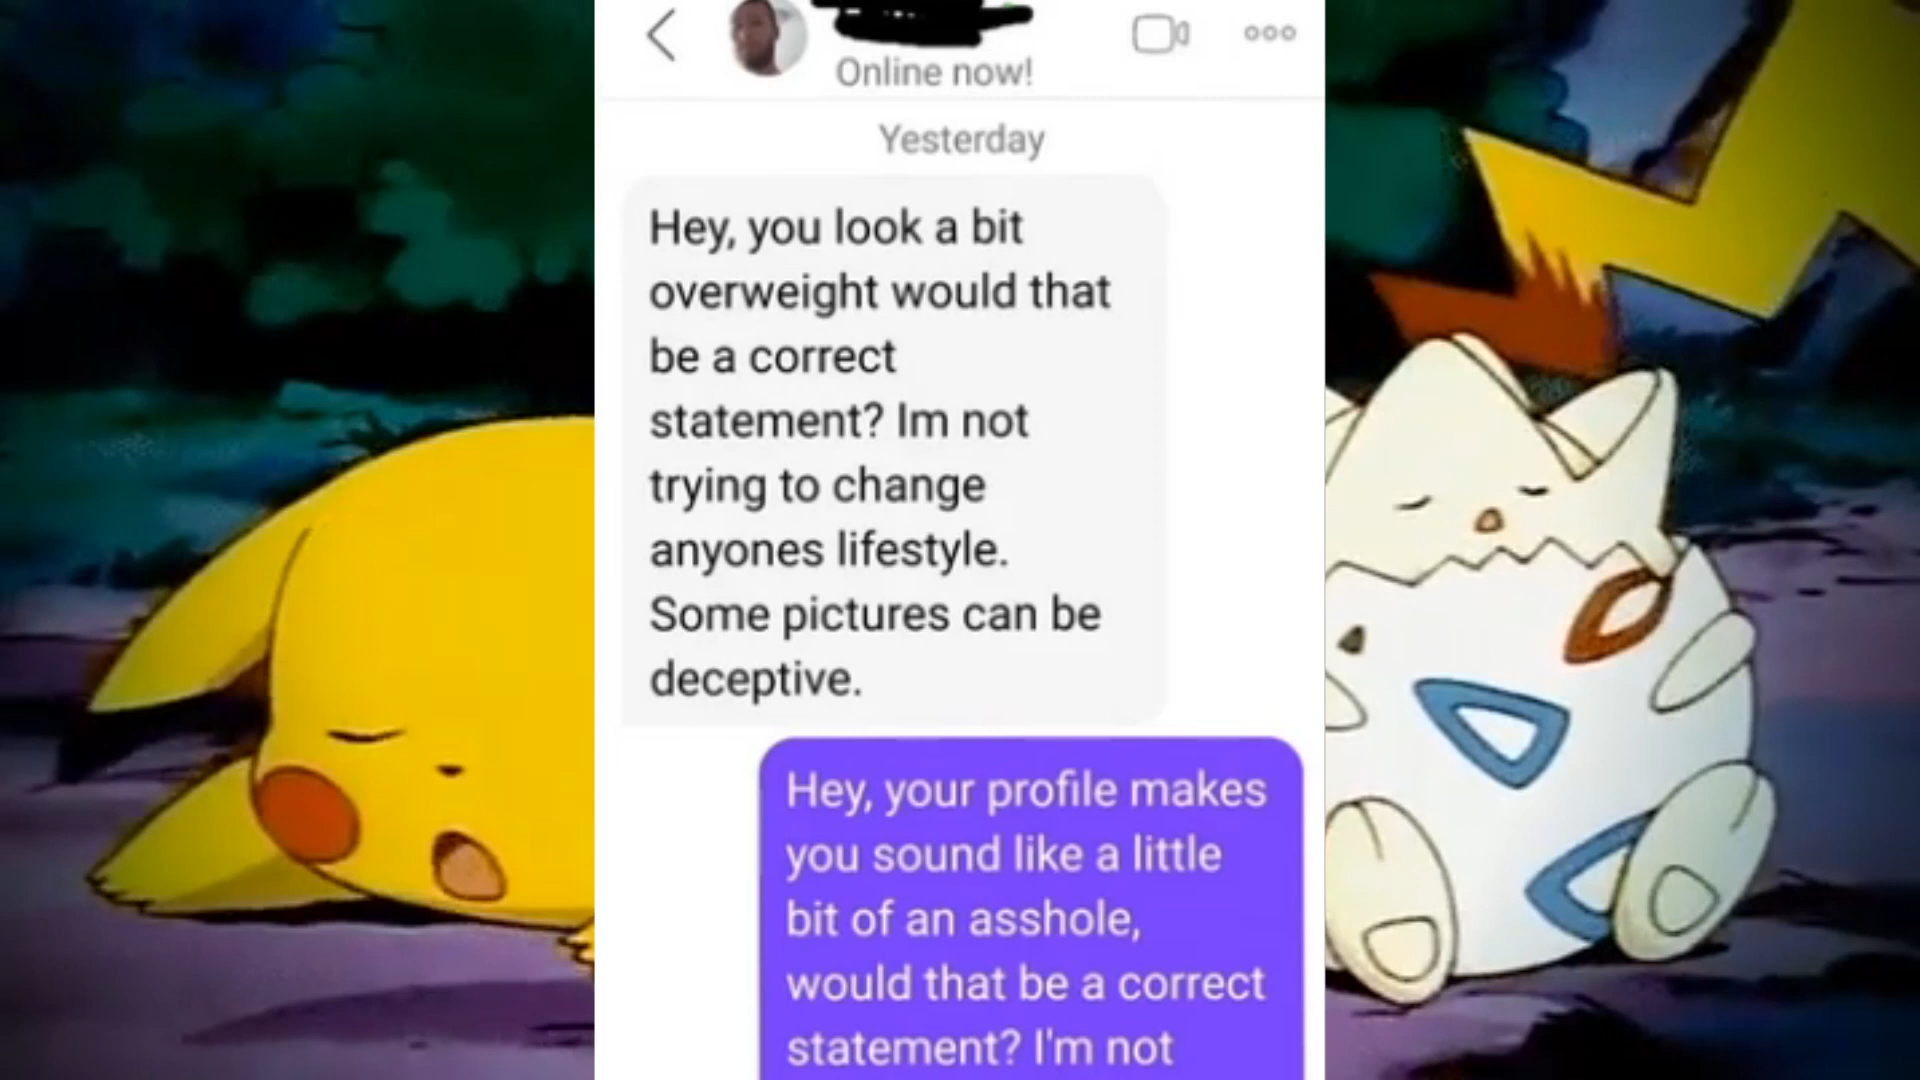 Online now!
Yesterday
Hey, you look a bit
overweight would that
be a correct
statement? Im not
trying to change
anyones lifestyle.
Some pictures can be
deceptive.
Hey, your profile makes
you sound like a little
bit of an asshole,
would that be a correct
statement? I'm not